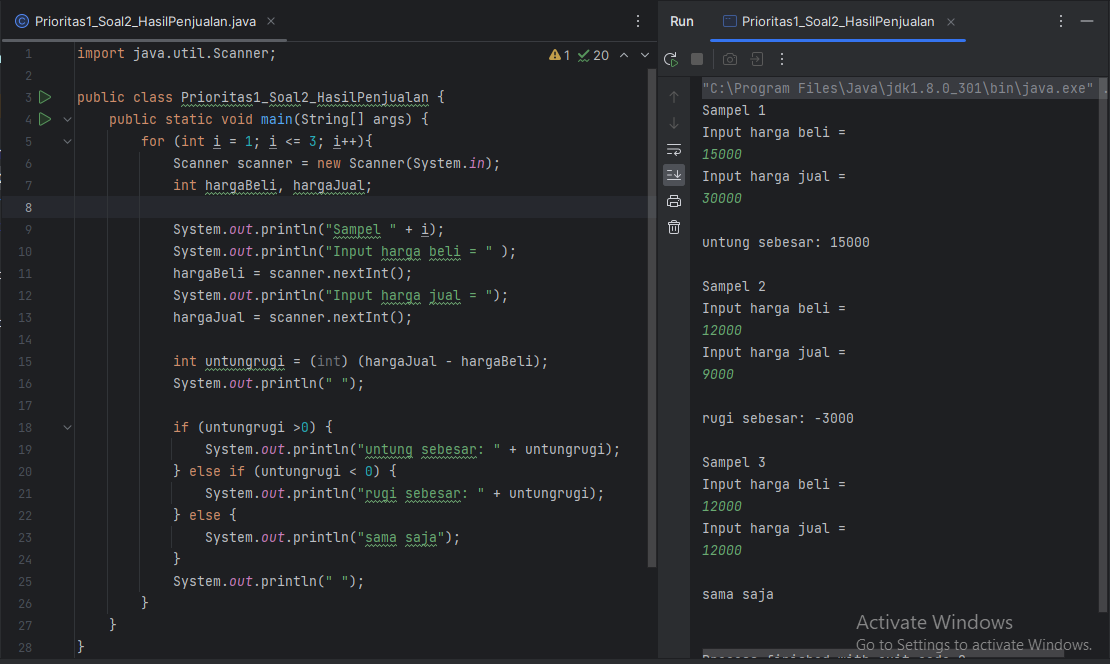 Prioritas1_Soal2_HasilPenjualan.java
1 import java.util.Scanner;
2
3 public class Prioritas1_Soal2_HasilPenjualan {
4 public static void main(String[] args) {
5 for (int i = 1; i <= 3; i++){
6 Scanner scanner = new Scanner(System.in);
7 int hargaBeli, hargaJual;
8
9 System.out.println("Sampel " + i);
10 System.out.println("Input harga beli = " );
11 hargaBeli = scanner.nextInt();
12 System.out.println("Input harga jual = ");
13 hargaJual = scanner.nextInt();
14
15 int untungrugi = (int) (hargaJual - hargaBeli);
16 System.out.println(" ");
17
18 if (untungrugi >0) {
19 System.out.println("untung sebesar: " + untungrugi);
20 } else if (untungrugi < 0) {
21 System.out.println("rugi sebesar: " + untungrugi);
22 } else {
23 System.out.println("sama saja");
24 }
25 System.out.println(" ");
26 }
27 }
28 }
1 20
Run Prioritas1_Soal2_HasilPenjualan
"C:\Program Files\Java\jdk1.8.0_301\bin\java.exe" .
Sampel 1
Input harga beli =
15000
Input harga jual =
30000
untung sebesar: 15000
Sampel 2
Input harga beli =
12000
Input harga jual =
9000
rugi sebesar: -3000
Sampel 3
Input harga beli =
12000
Input harga jual =
12000
sama saja
Activate Windows
Go to Settings to activate Windows.